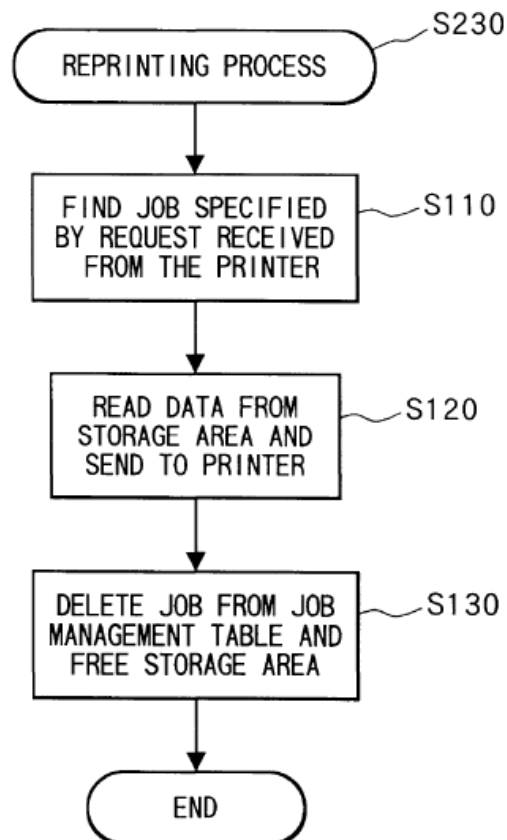 S230
REPRINTING PROCESS
FIND JOB SPECIFIED
BY REQUEST RECEIVED
FROM THE PRINTER
S110
READ DATA FROM
STORAGE AREA AND
SEND TO PRINTER
S120
DELETE JOB FROM JOB
MANAGEMENT TABLE AND
FREE STORAGE AREA
S130
END